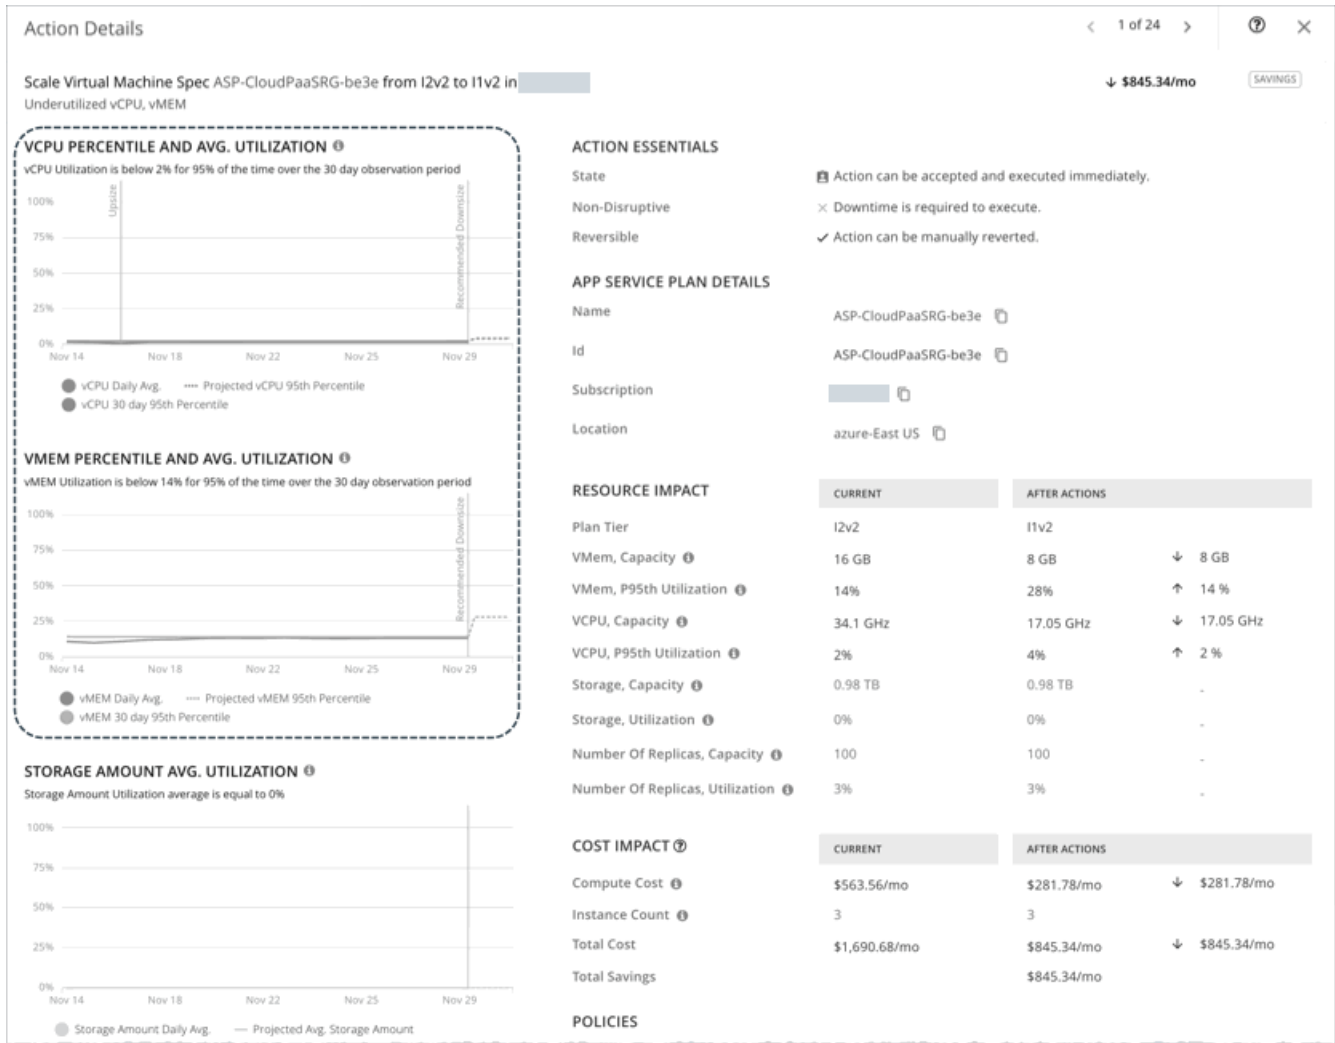 Action Details
1 of 24
Scale Virtual Machine Spec ASP-CloudPaaSRG-be3e from I2v2 to I1v2 in
↓ $845.34/mo
SAVINGS
Underutilized vCPU, vMEM
VCPU PERCENTILE AND AVG. UTILIZATION
vCPU Utilization is below 2% for 95% of the time over the 30 day observation period
Upsize
Recommended Downsize
100%
75%
50%
25%
0%
Nov 14 Nov 18 Nov 22 Nov 25 Nov 29
vCPU Daily Avg. Projected vCPU 95th Percentile
vCPU 30 day 95th Percentile
VMEM PERCENTILE AND AVG. UTILIZATION
vMEM Utilization is below 14% for 95% of the time over the 30 day observation period
Recommended Downsize
100%
75%
50%
25%
0%
Nov 14 Nov 18 Nov 22 Nov 25 Nov 29
vMEM Daily Avg. Projected vMEM 95th Percentile
vMEM 30 day 95th Percentile
STORAGE AMOUNT AVG. UTILIZATION
Storage Amount Utilization average is equal to 0%
100%
75%
50%
25%
0%
Nov 14 Nov 18 Nov 22 Nov 25 Nov 29
Storage Amount Daily Avg. Projected Avg. Storage Amount
ACTION ESSENTIALS
State Action can be accepted and executed immediately.
Non-Disruptive Downtime is required to execute.
Reversible Action can be manually reverted.
APP SERVICE PLAN DETAILS
Name ASP-CloudPaaSRG-be3e
Id ASP-CloudPaaSRG-be3e
Subscription
Location azure-East US
RESOURCE IMPACT CURRENT AFTER ACTIONS
Plan Tier I2v2 I1v2
VMem, Capacity 16 GB 8 GB ↓ 8 GB
VMem, P95th Utilization 14% 28% ↑ 14 %
VCPU, Capacity 34.1 GHz 17.05 GHz ↓ 17.05 GHz
VCPU, P95th Utilization 2% 4% ↑ 2 %
Storage, Capacity 0.98 TB 0.98 TB -
Storage, Utilization 0% 0% -
Number Of Replicas, Capacity 100 100 -
Number Of Replicas, Utilization 3% 3% -
COST IMPACT CURRENT AFTER ACTIONS
Compute Cost $563.56/mo $281.78/mo ↓ $281.78/mo
Instance Count 3 3
Total Cost $1,690.68/mo $845.34/mo ↓ $845.34/mo
Total Savings $845.34/mo
POLICIES